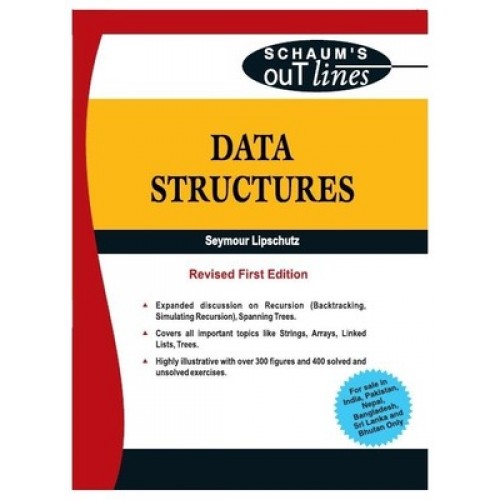 SCHAUM'S
ouTlines
DATA
STRUCTURES
Seymour Lipschutz
Revised First Edition
Expanded discussion on Recursion (Backtracking,
Simulating Recursion), Spanning Trees.
Covers all important topics like Strings, Arrays, Linked
Lists, Trees.
Highly illustrative with over 300 figures and 400 solved and
unsolved exercises.
For sale in
India, Pakistan,
Nepal,
Bangladesh,
Sri Lanka and
Bhutan Only